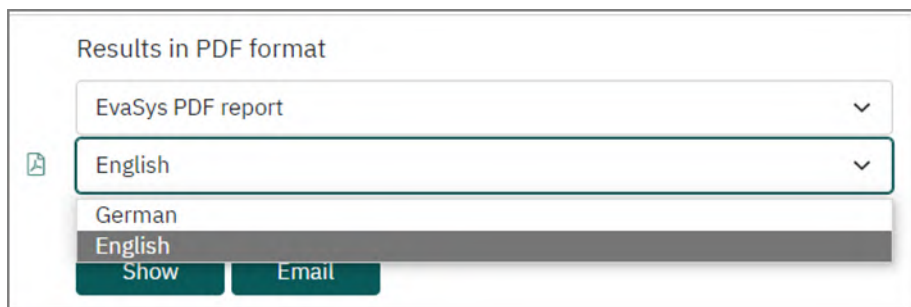 Results in PDF format
EvaSys PDF report
English
German
English
Show Email